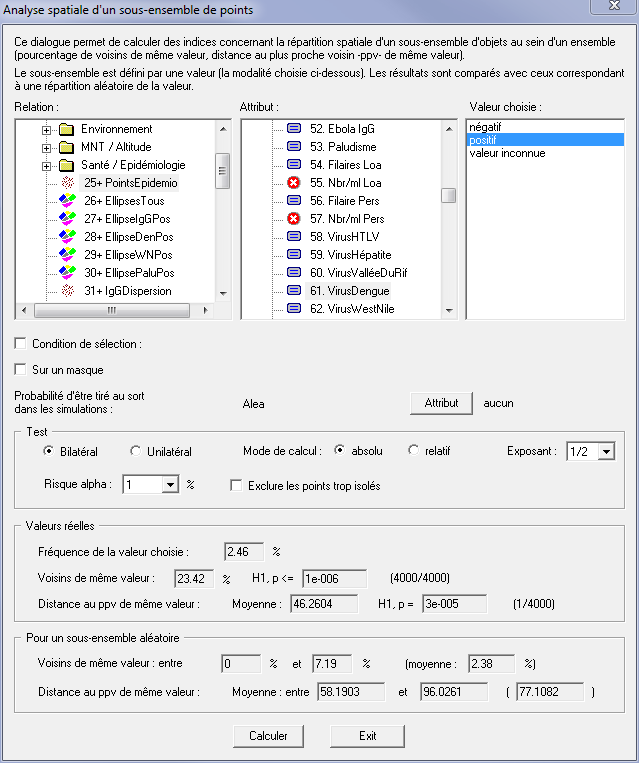 Analyse spatiale d'un sous-ensemble de points
Ce dialogue permet de calculer des indices concernant la répartition spatiale d'un sous-ensemble d'objets au sein d'un ensemble
(pourcentage de voisins de même valeur, distance au plus proche voisin -ppv- de même valeur).
Le sous-ensemble est défini par une valeur (la modalité choisie ci-dessous). Les résultats sont comparés avec ceux correspondant
à une répartition aléatoire de la valeur.
Relation : Attribut : Valeur choisie :
Environnement 52. Ebola IgG négatif
MNT / Altitude 53. Paludisme positif
Santé / Epidémiologie 54. Filaires Loa valeur inconnue
25+ PointsEpidemio 55. Nbr/ml Loa
26+ EllipsesTous 56. Filaire Pers
27+ EllipseIgGPos 57. Nbr/ml Pers
28+ EllipseDenPos 58. VirusHTLV
29+ EllipseWNPos 59. VirusHépatite
30+ EllipsePaluPos 60. VirusValléeDuRif
31+ IgGDispersion 61. VirusDengue
62. VirusWestNile
Condition de sélection :
Sur un masque
Probabilité d'être tiré au sort
dans les simulations : Alea Attribut aucun
Test
Bilatéral Unilatéral Mode de calcul : absolu relatif Exposant : 1/2
Risque alpha : 1 % Exclure les points trop isolés
Valeurs réelles
Fréquence de la valeur choisie : 2.46 %
Voisins de même valeur : 23.42 % H1, p <= 1e-006 (4000/4000)
Distance au ppv de même valeur : Moyenne : 46.2604 H1, p = 3e-005 (1/4000)
Pour un sous-ensemble aléatoire
Voisins de même valeur : entre 0 % et 7.19 % (moyenne : 2.38 %)
Distance au ppv de même valeur : Moyenne : entre 58.1903 et 96.0261 ( 77.1082 )
Calculer Exit